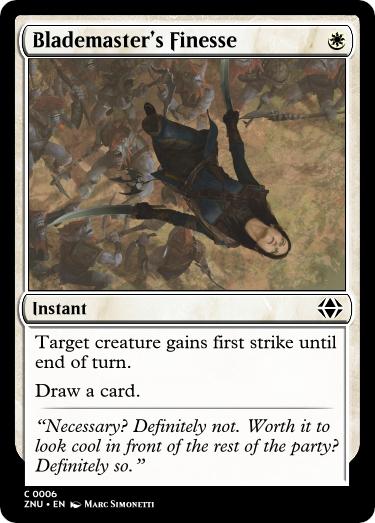 Blademaster's Finesse
Instant
Target creature gains first strike until
end of turn.
Draw a card.
“Necessary? Definitely not. Worth it to
look cool in front of the rest of the party?
Definitely so.”
C 0006
ZNU • EN Marc Simonetti